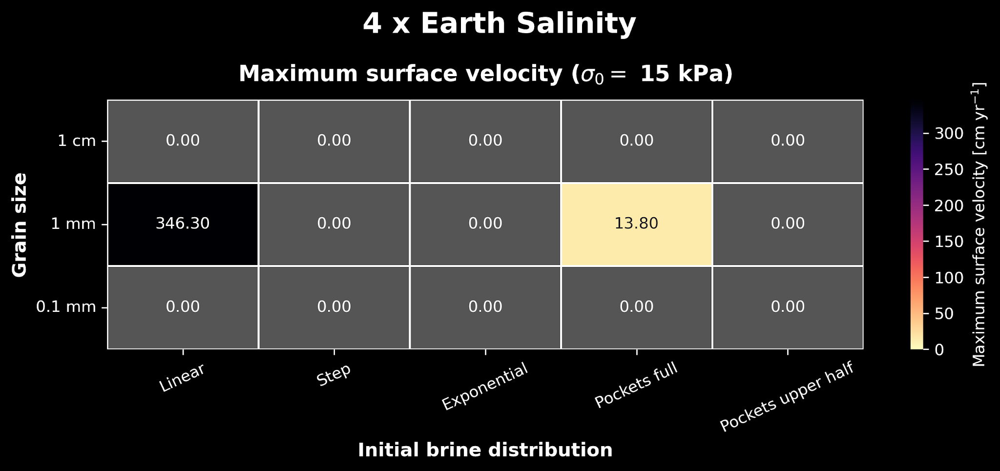 4 x Earth Salinity
Maximum surface velocity (σ₀ = 15 kPa)
Grain size
1 cm
0.00 0.00 0.00 0.00 0.00
1 mm
346.30 0.00 0.00 13.80 0.00
0.1 mm
0.00 0.00 0.00 0.00 0.00
Linear
Step
Exponential
Pockets full
Pockets upper half
Initial brine distribution
300
250
200
150
100
50
0
Maximum surface velocity [cm yr⁻¹]